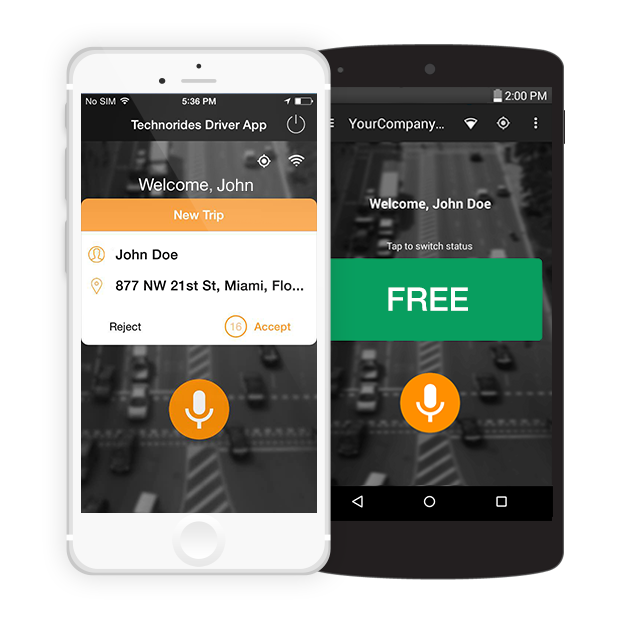 No SIM 5:36 PM
Technorides Driver App
Welcome, John
New Trip
John Doe
877 NW 21st St, Miami, Flo...
Reject 16 Accept
2:00 PM
YourCompany...
Welcome, John Doe
Tap to switch status
FREE